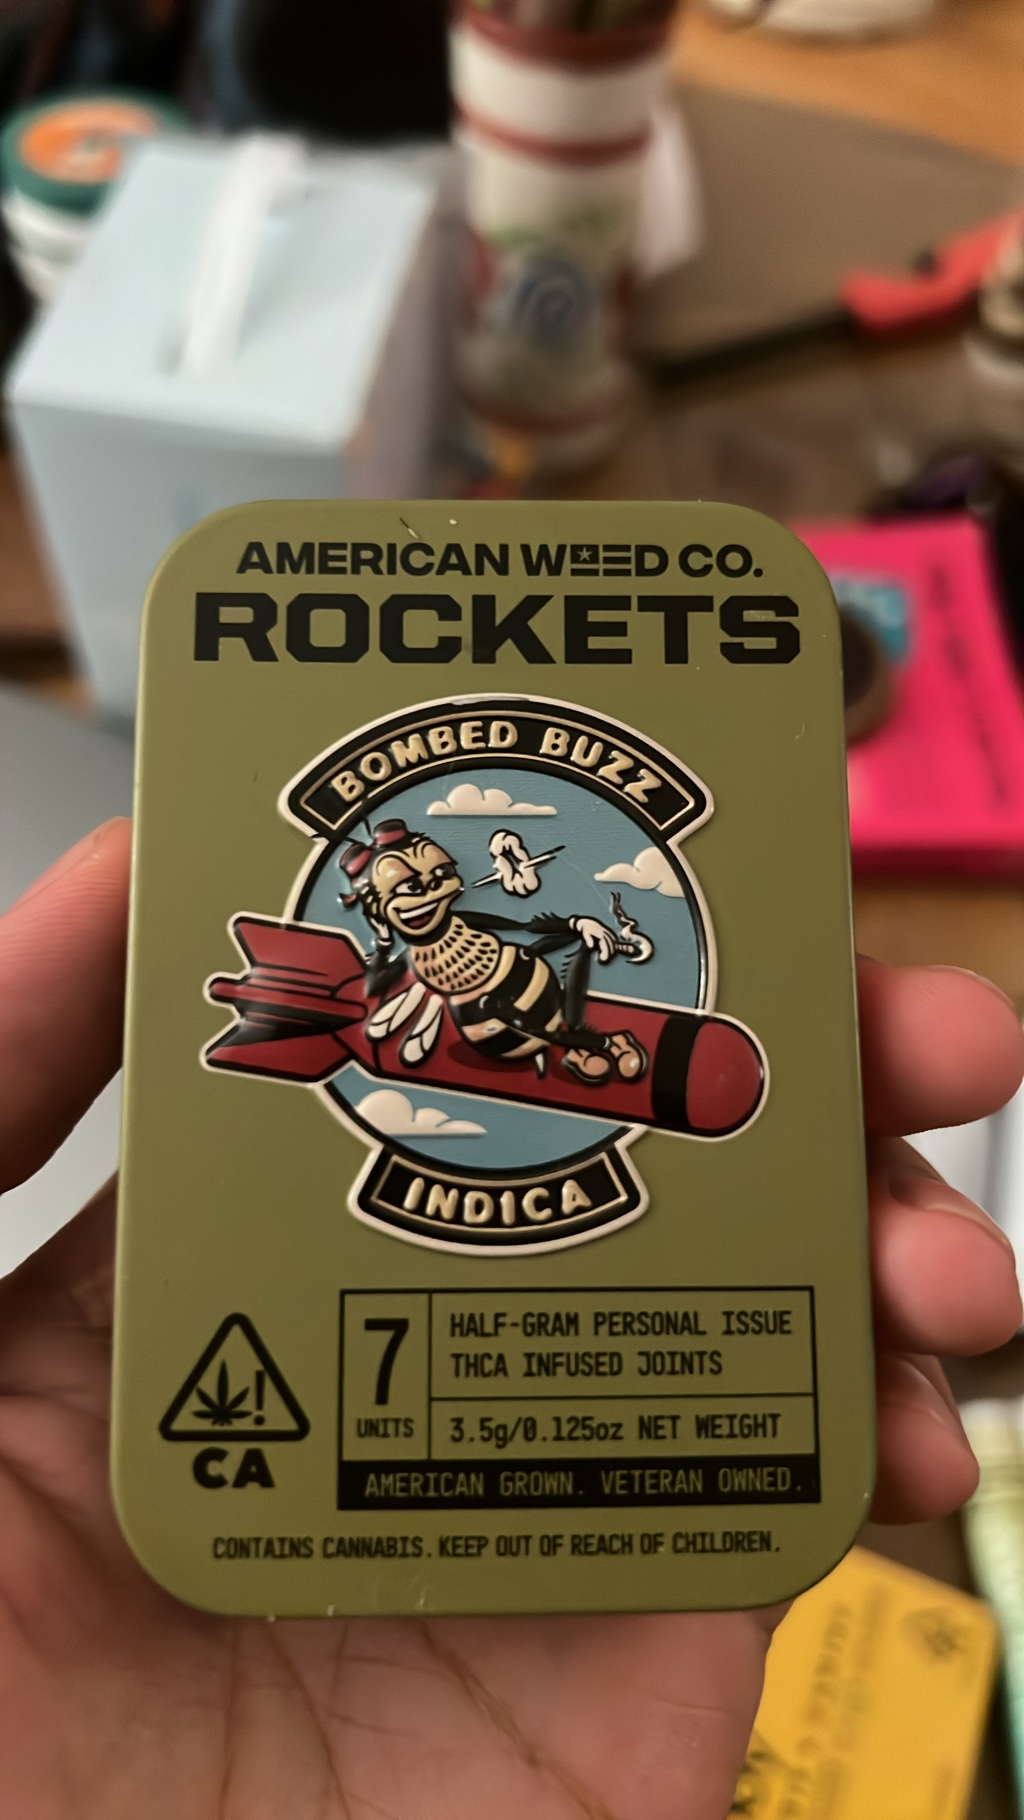 AMERICAN WEED CO.
ROCKETS
BOMBED BUZZ
INDICA
7
UNITS
HALF-GRAM PERSONAL ISSUE
THCA INFUSED JOINTS
3.5g/0.125oz NET WEIGHT
AMERICAN GROWN. VETERAN OWNED.
!
CA
CONTAINS CANNABIS. KEEP OUT OF REACH OF CHILDREN.